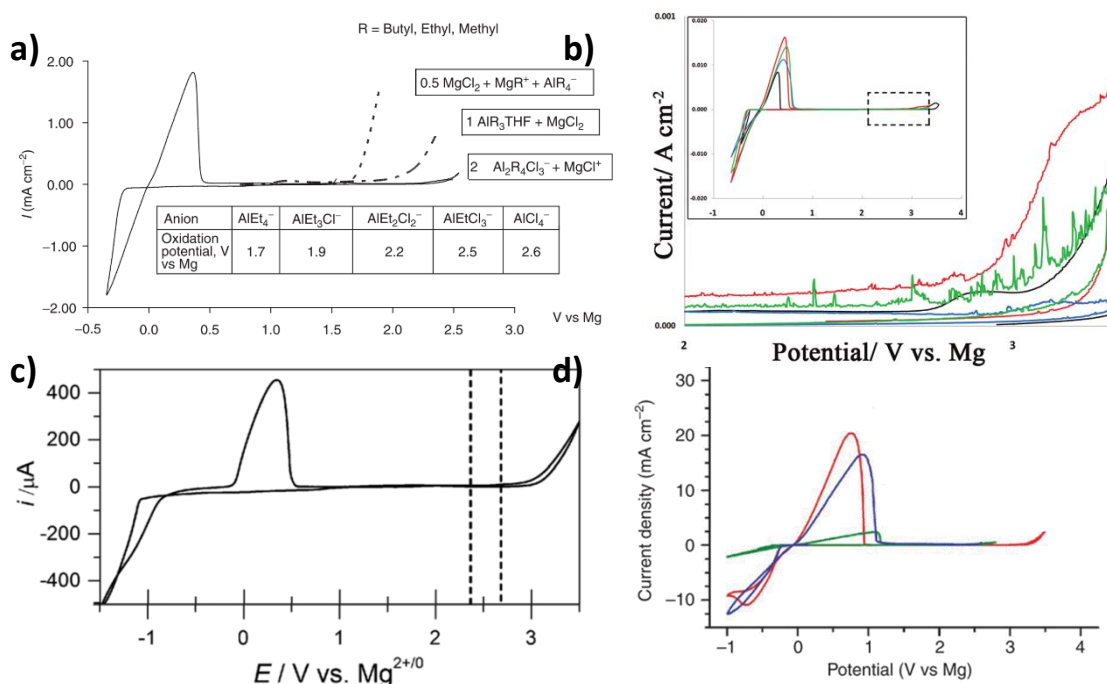 a)
R = Butyl, Ethyl, Methyl
I (mA cm⁻²)
2.00
1.00
0.00
−1.00
−2.00
0.5 MgCl₂ + MgR⁺ + AlR₄⁻
1 AlR₃THF + MgCl₂
2 Al₂R₄Cl₃⁻ + MgCl⁺
Anion AlEt₄⁻ AlEt₃Cl⁻ AlEt₂Cl₂⁻ AlEtCl₃⁻ AlCl₄⁻
Oxidation
potential, V
vs Mg
1.7 1.9 2.2 2.5 2.6
−0.5 0.0 0.5 1.0 1.5 2.0 2.5 3.0
V vs Mg
b)
Current/ A cm⁻²
0.001
0.000
0.020
0.010
0.000
-0.010
-0.020
-1 0 1 2 3 4
2 3
Potential/ V vs. Mg
c)
i /µA
400
200
0
-200
-400
-1 0 1 2 3
E / V vs. Mg²⁺/⁰
d)
Current density (mA cm⁻²)
30
20
10
0
−10
−1 0 1 2 3 4
Potential (V vs Mg)